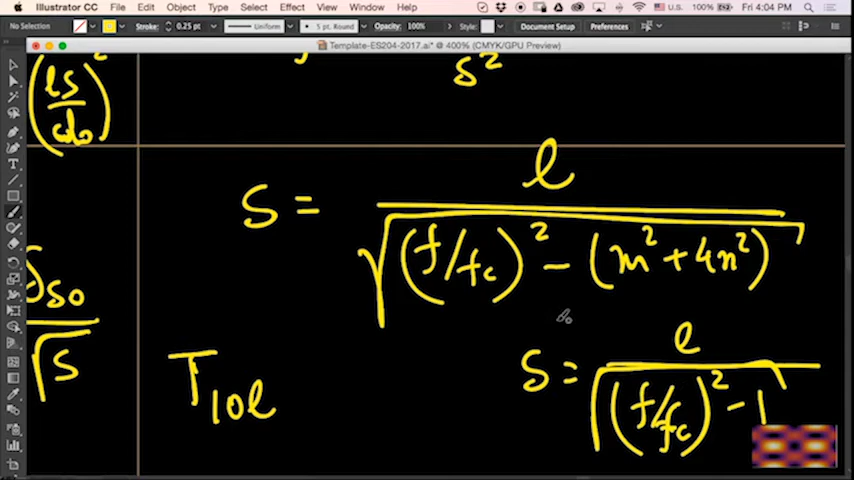 Illustrator CC File Edit Object Type Select Effect View Window Help U.S. 100% Fri 4:04 PM
No Selection Stroke: 0.25 pt Uniform 5 pt. Round Opacity: 100% Style: Document Setup Preferences
Template-ES204-2017.ai* @ 400% (CMYK/GPU Preview)
s²
S = l / √((f/fc)² − (m² + 4n²))
√S
T10l
S = l / √((f/fc)² − 1)